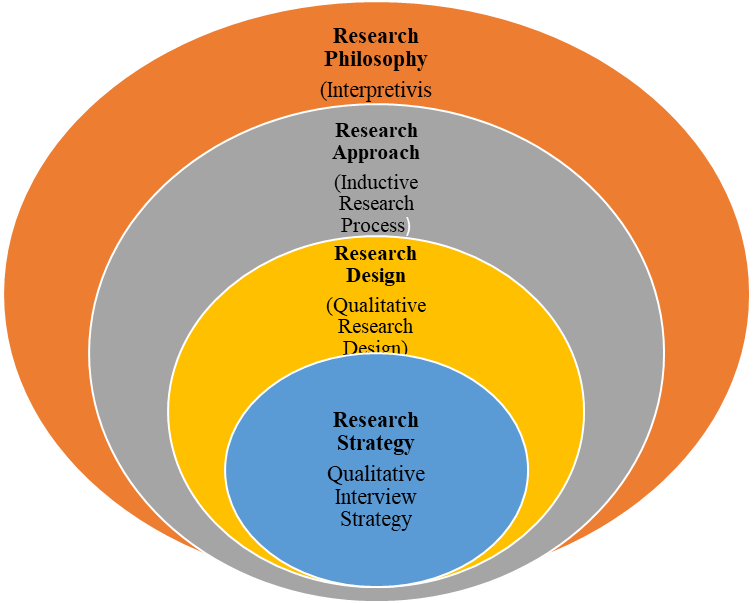 Research
Philosophy
(Interpretivis
Research
Approach
(Inductive
Research
Process)
Research
Design
(Qualitative
Research
Design)
Research
Strategy
Qualitative
Interview
Strategy